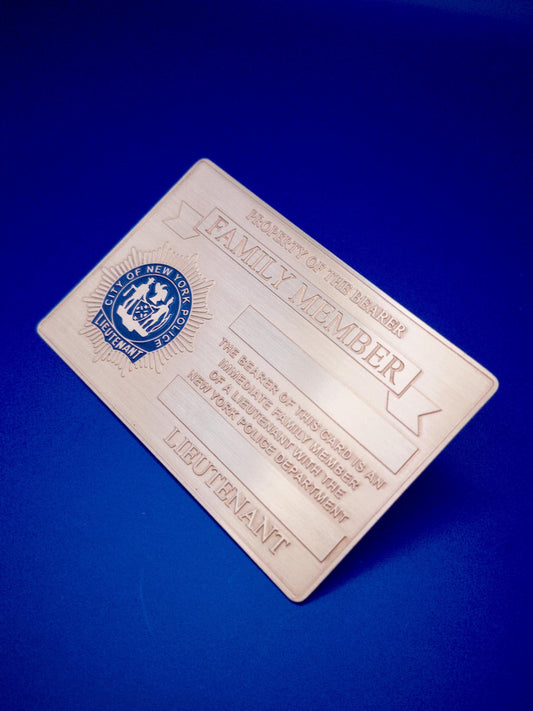 PROPERTY OF THE BEARER
FAMILY MEMBER
CITY OF NEW YORK POLICE
LIEUTENANT
THE BEARER OF THIS CARD IS AN
IMMEDIATE FAMILY MEMBER
OF A LIEUTENANT WITH THE
NEW YORK POLICE DEPARTMENT
LIEUTENANT